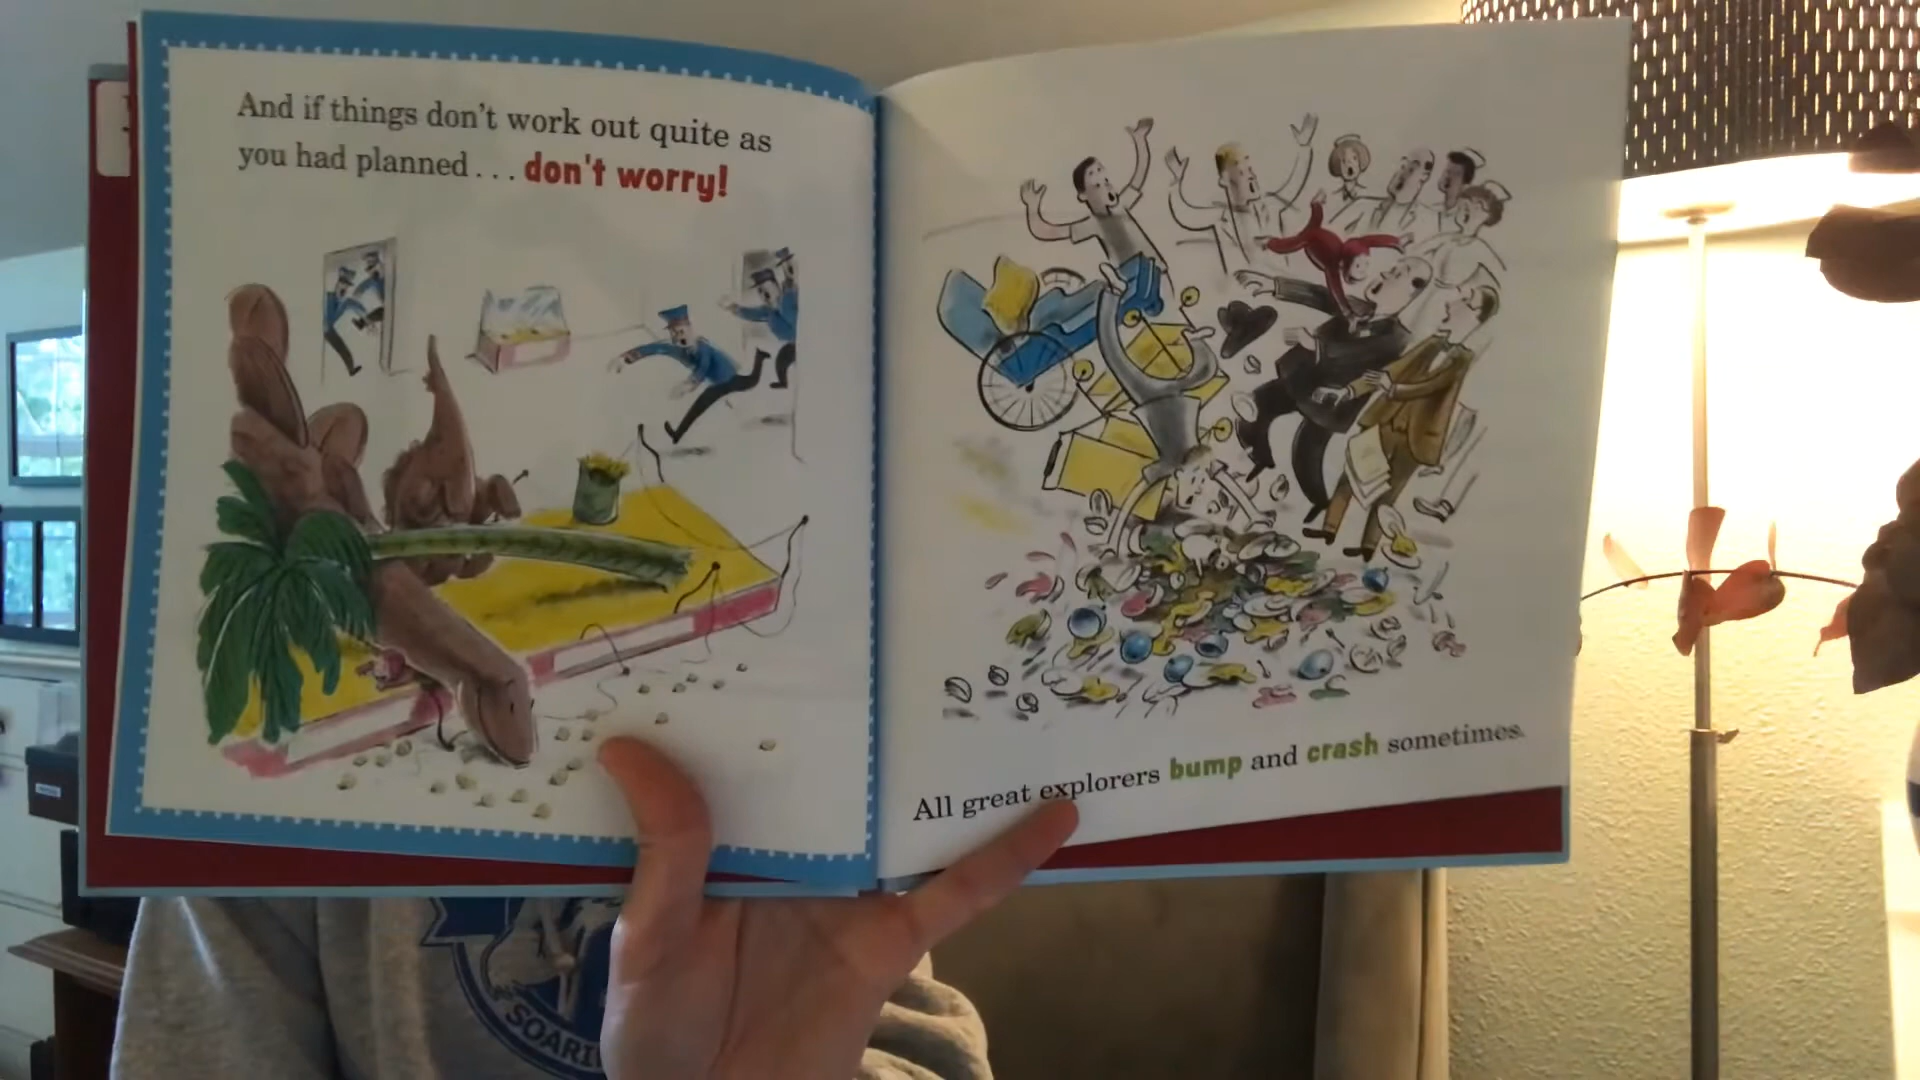 And if things don't work out quite as
you had planned . . . don't worry!
All great explorers bump and crash sometimes.